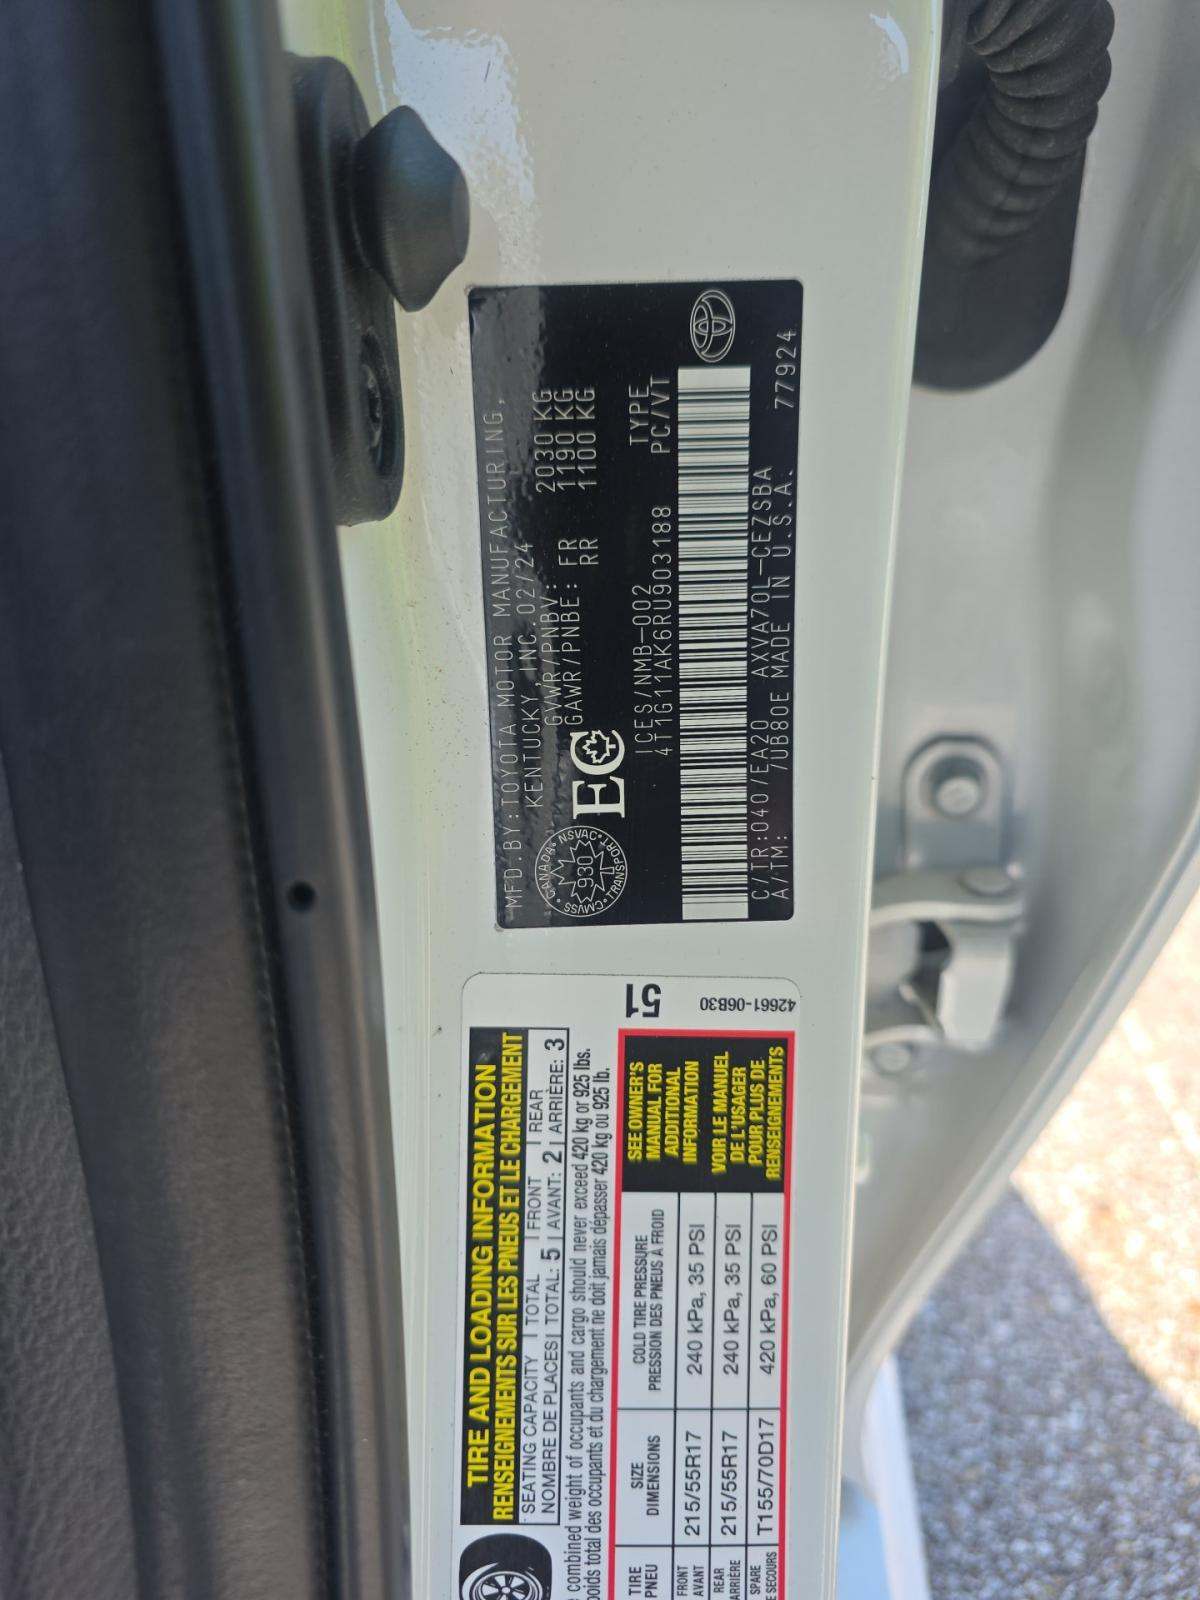 MFD.BY:TOYOTA MOTOR MANUFACTURING,
KENTUCKY, INC. 02/24
GVWR/PNBV: 2030 KG
GAWR/PNBE: FR 1190 KG
RR 1100 KG
CANADA
NSVAC
930
CMVSS
TRANSPORT
EC
ICES/NMB-002 TYPE
4T1G11AK6RU903188 PC/VT
C/TR:040/EA20 AXVA70L-CEZSBA
A/TM: 7UB80E MADE IN U.S.A. 77924
TIRE AND LOADING INFORMATION
RENSEIGNEMENTS SUR LES PNEUS ET LE CHARGEMENT
SEATING CAPACITY TOTAL FRONT REAR
NOMBRE DE PLACES TOTAL: 5 AVANT: 2 ARRIÈRE: 3
combined weight of occupants and cargo should never exceed 420 kg or 925 lbs.
total des occupants et du chargement ne doit jamais dépasser 420 kg ou 925 lb.
51
42661-06B30
TIRE SIZE COLD TIRE PRESSURE
PNEU DIMENSIONS PRESSION DES PNEUS À FROID
FRONT
AVANT 215/55R17 240 kPa, 35 PSI
REAR
ARRIÈRE 215/55R17 240 kPa, 35 PSI
SPARE
SECOURS T155/70D17 420 kPa, 60 PSI
SEE OWNER'S
MANUAL FOR
ADDITIONAL
INFORMATION
VOIR LE MANUEL
DE L'USAGER
POUR PLUS DE
RENSEIGNEMENTS